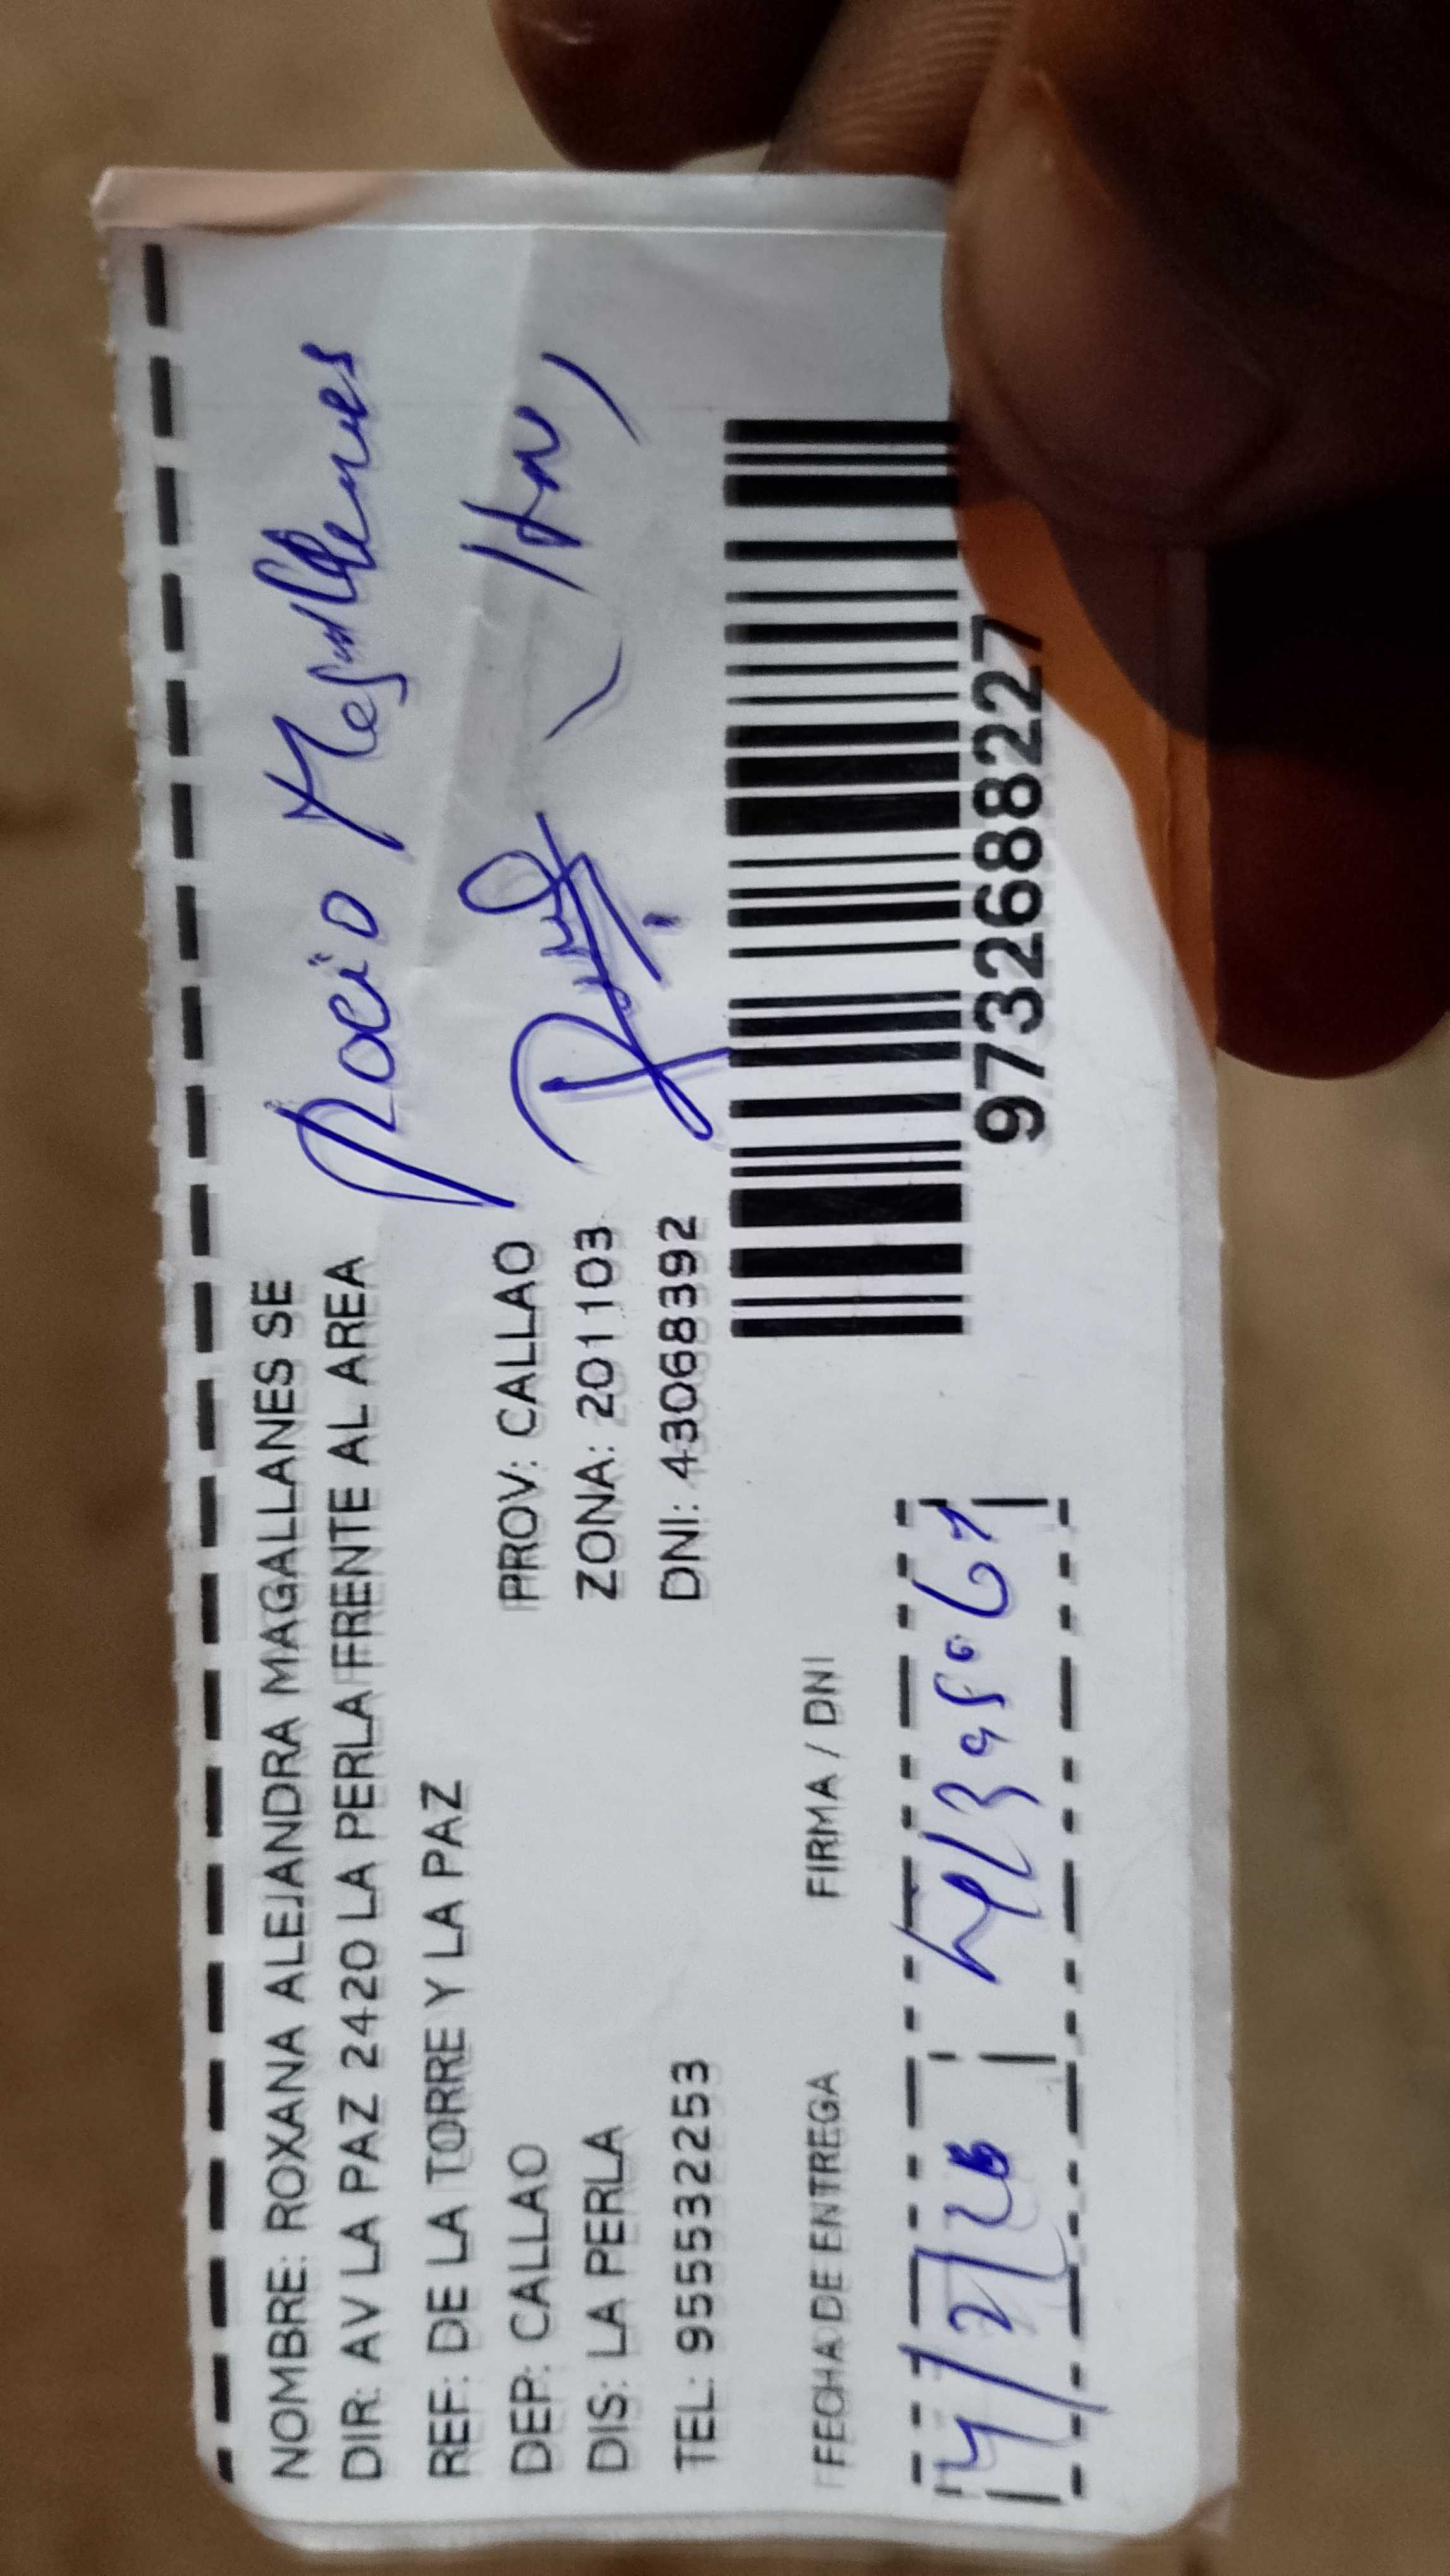 NOMBRE: ROXANA ALEJANDRA MAGALLANES SE
DIR: AV LA PAZ 2420 LA PERLA FRENTE AL AREA
Rocio Magallanes
REF: DE LA TORRE Y LA PAZ
DEP: CALLAO PROV: CALLAO
DIS: LA PERLA ZONA: 201103
TEL: 955532253 DNI: 43068392
9732688227
FECHA DE ENTREGA FIRMA / DNI